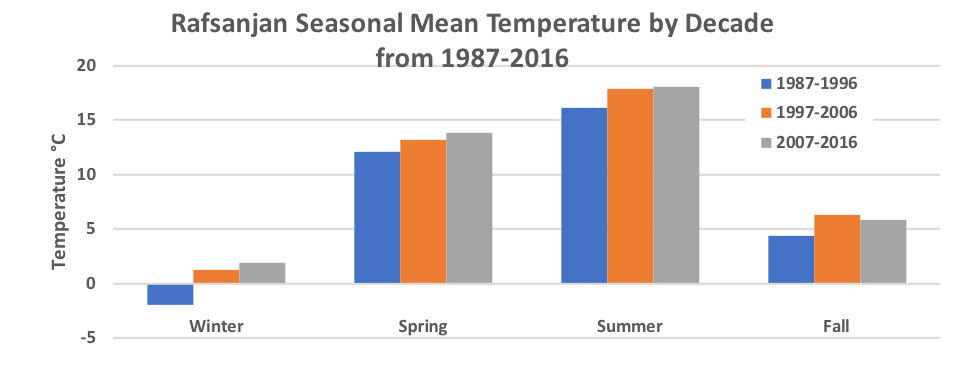 Rafsanjan Seasonal Mean Temperature by Decade
from 1987-2016
20
15
10
5
0
-5
Temperature °C
1987-1996
1997-2006
2007-2016
Winter
Spring
Summer
Fall